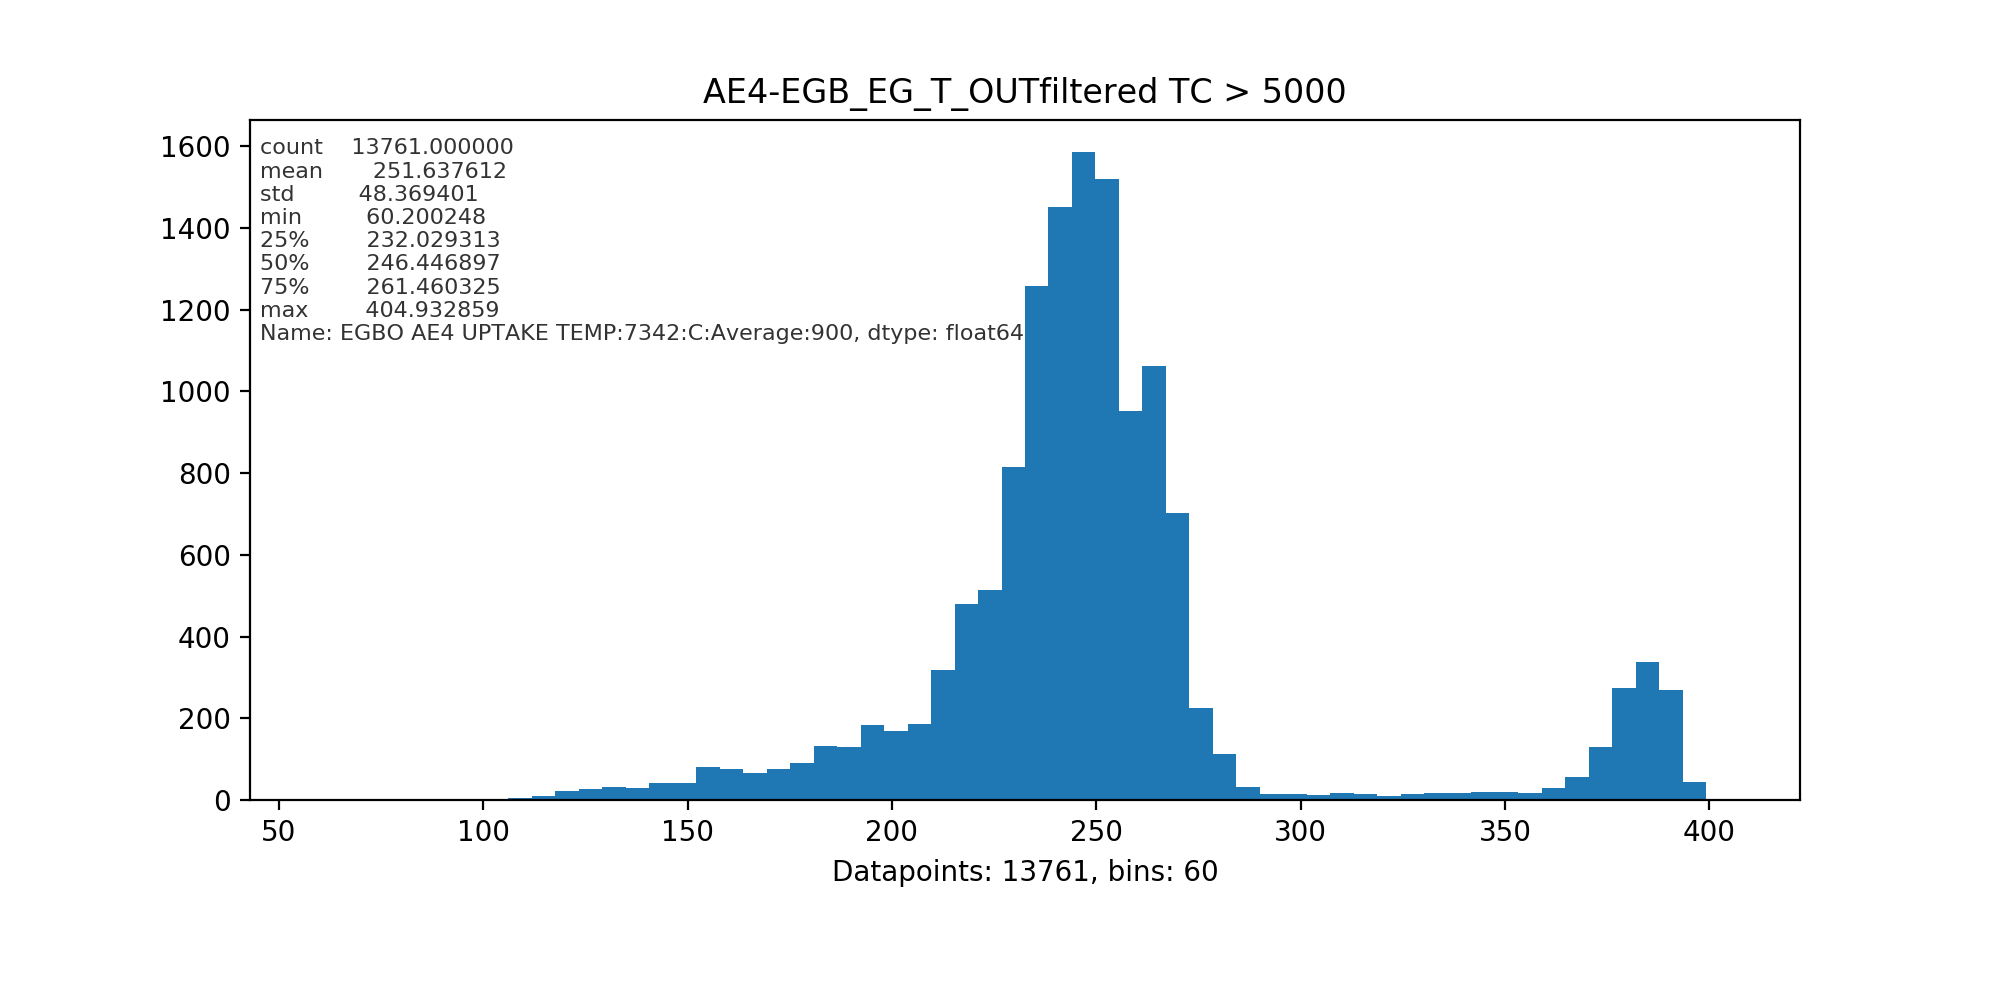 AE4-EGB_EG_T_OUTfiltered TC > 5000
count 13761.000000
mean 251.637612
std 48.369401
min 60.200248
25% 232.029313
50% 246.446897
75% 261.460325
max 404.932859
Name: EGBO AE4 UPTAKE TEMP:7342:C:Average:900, dtype: float64
1600
1400
1200
1000
800
600
400
200
0
50 100 150 200 250 300 350 400
Datapoints: 13761, bins: 60